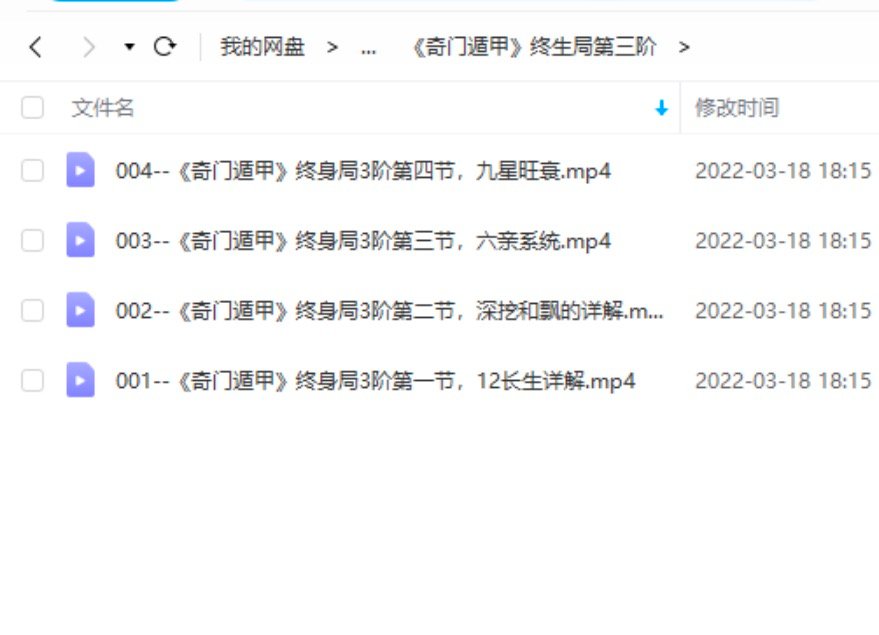 我的网盘 > ... 《奇门遁甲》终生局第三阶 >
文件名 修改时间
004--《奇门遁甲》终身局3阶第四节，九星旺衰.mp4 2022-03-18 18:15
003--《奇门遁甲》终身局3阶第三节，六亲系统.mp4 2022-03-18 18:15
002--《奇门遁甲》终身局3阶第二节，深挖和飘的详解.m... 2022-03-18 18:15
001--《奇门遁甲》终身局3阶第一节，12长生详解.mp4 2022-03-18 18:15